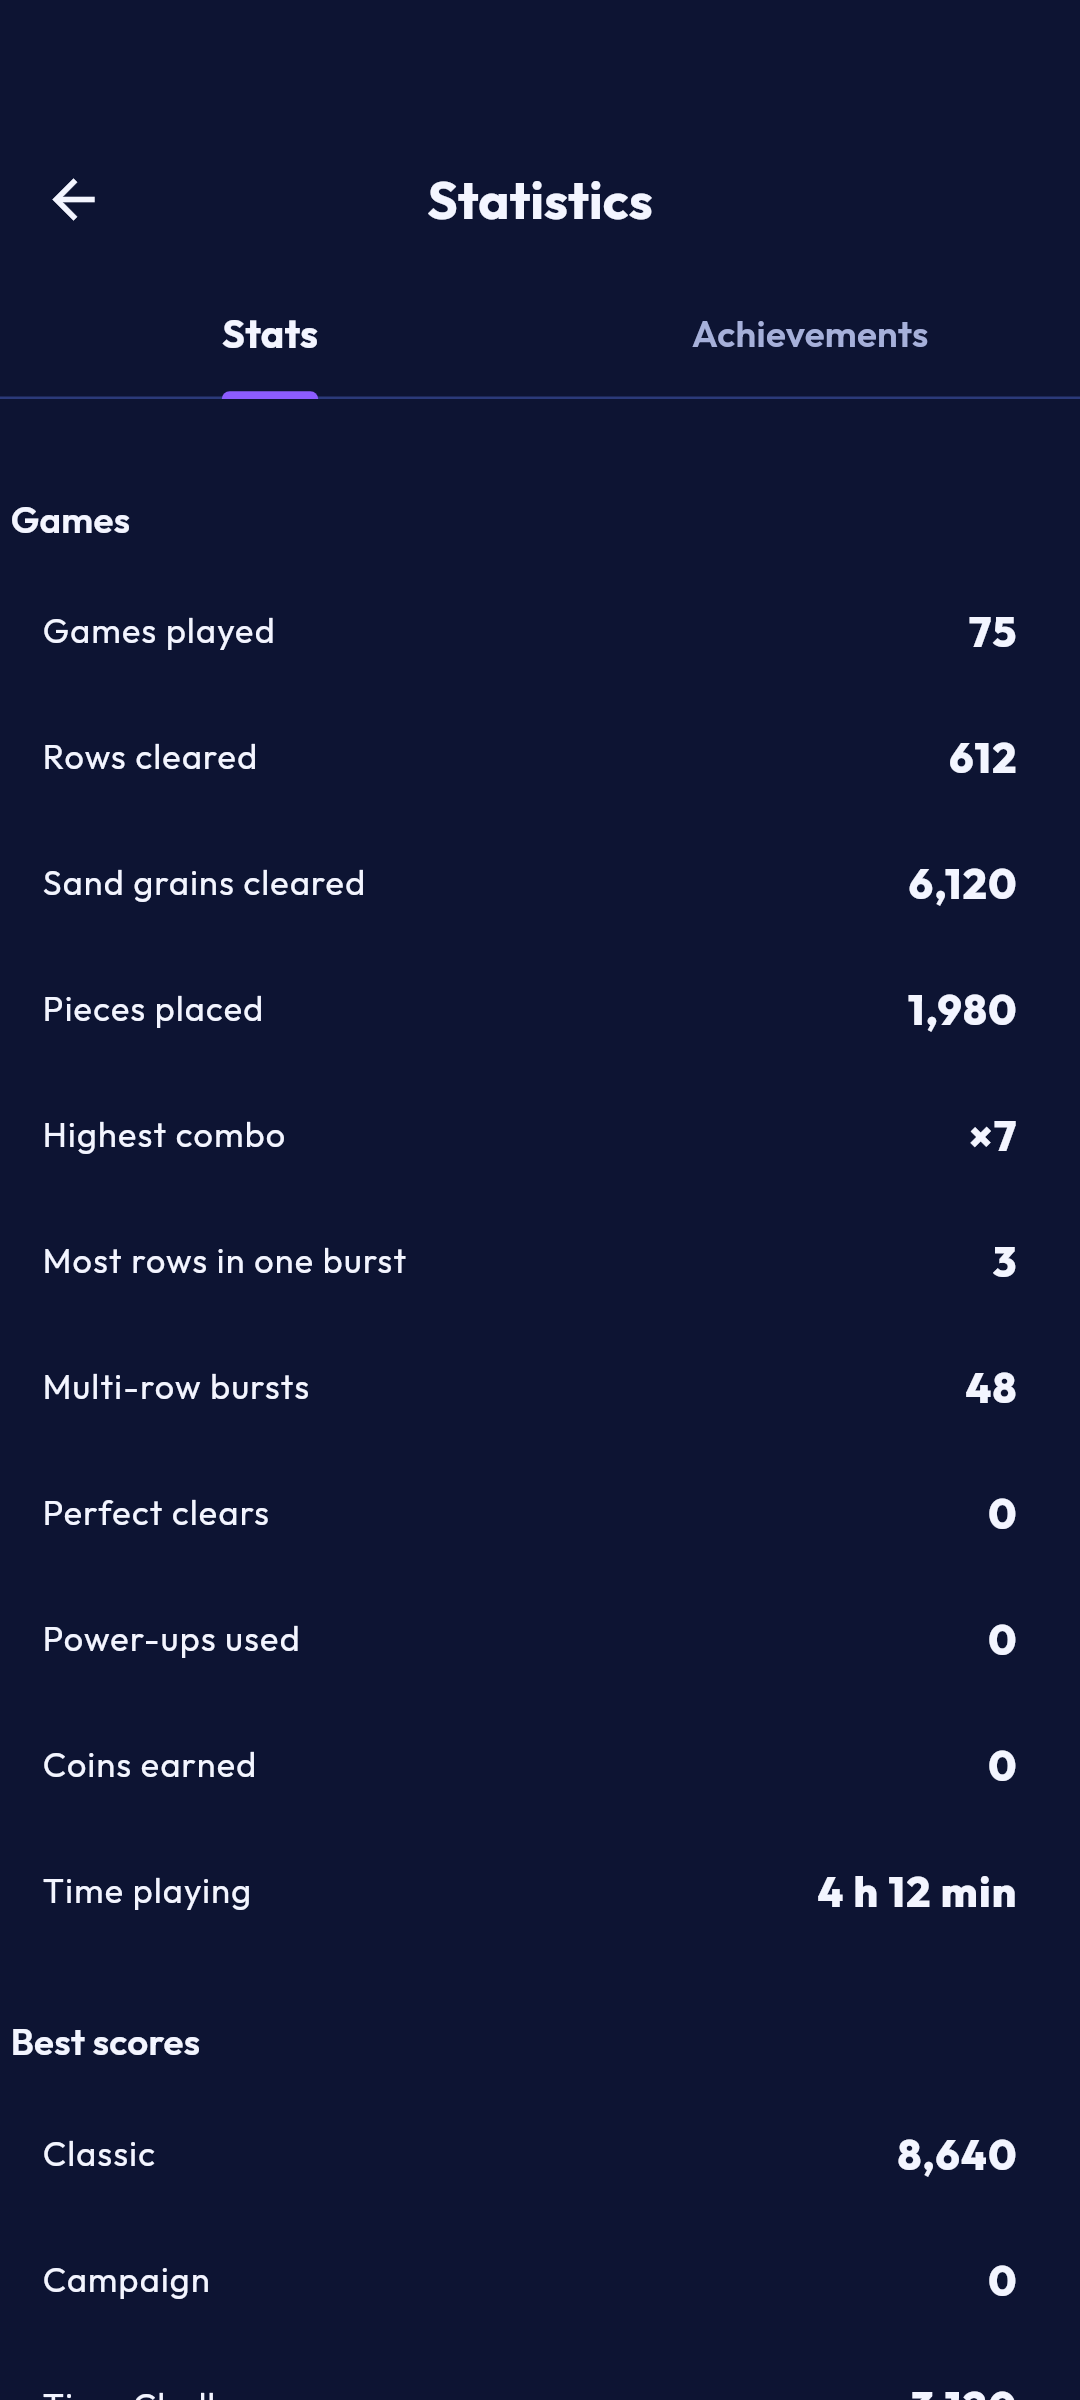 Statistics
Stats
Achievements
Games
Games played 75
Rows cleared 612
Sand grains cleared 6,120
Pieces placed 1,980
Highest combo ×7
Most rows in one burst 3
Multi-row bursts 48
Perfect clears 0
Power-ups used 0
Coins earned 0
Time playing 4 h 12 min
Best scores
Classic 8,640
Campaign 0